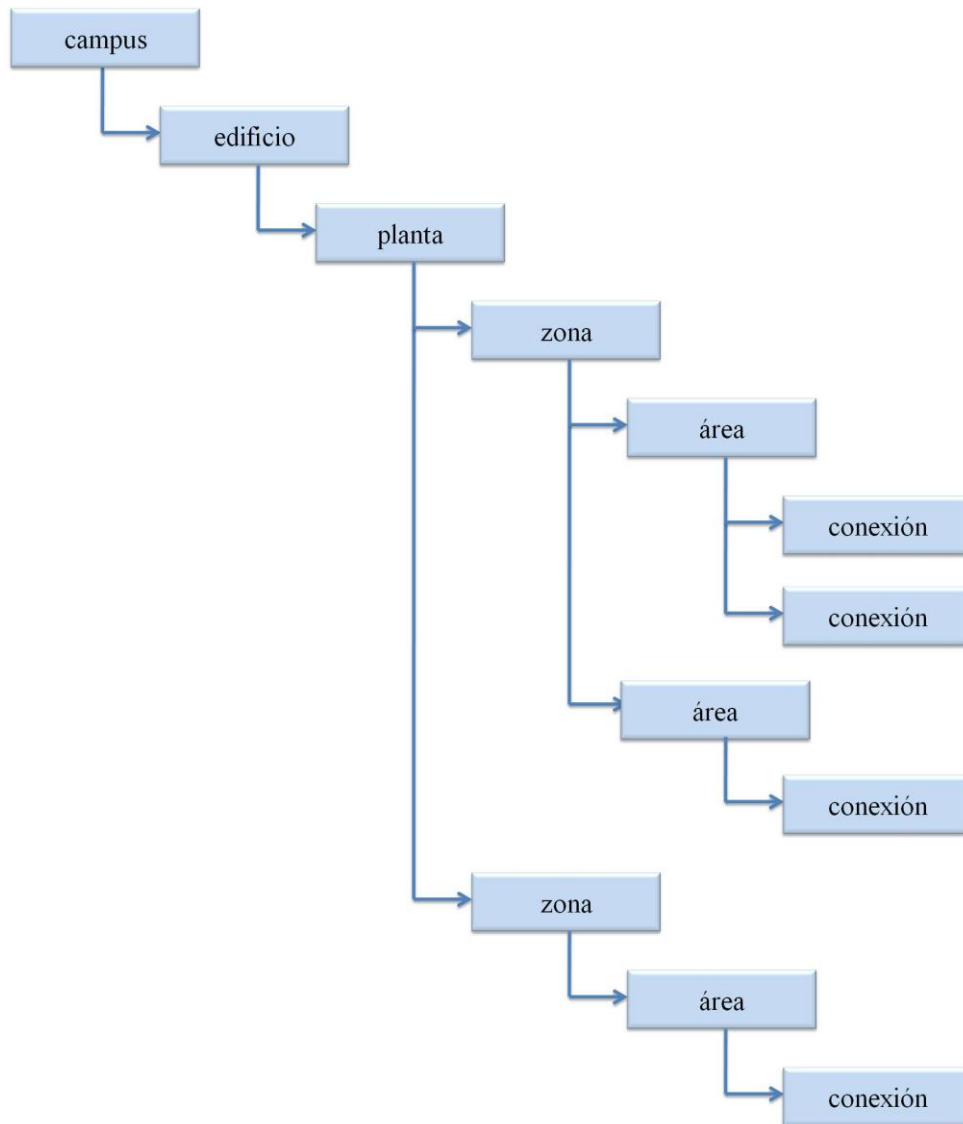 campus
edificio
planta
zona
área
conexión
conexión
área
conexión
zona
área
conexión